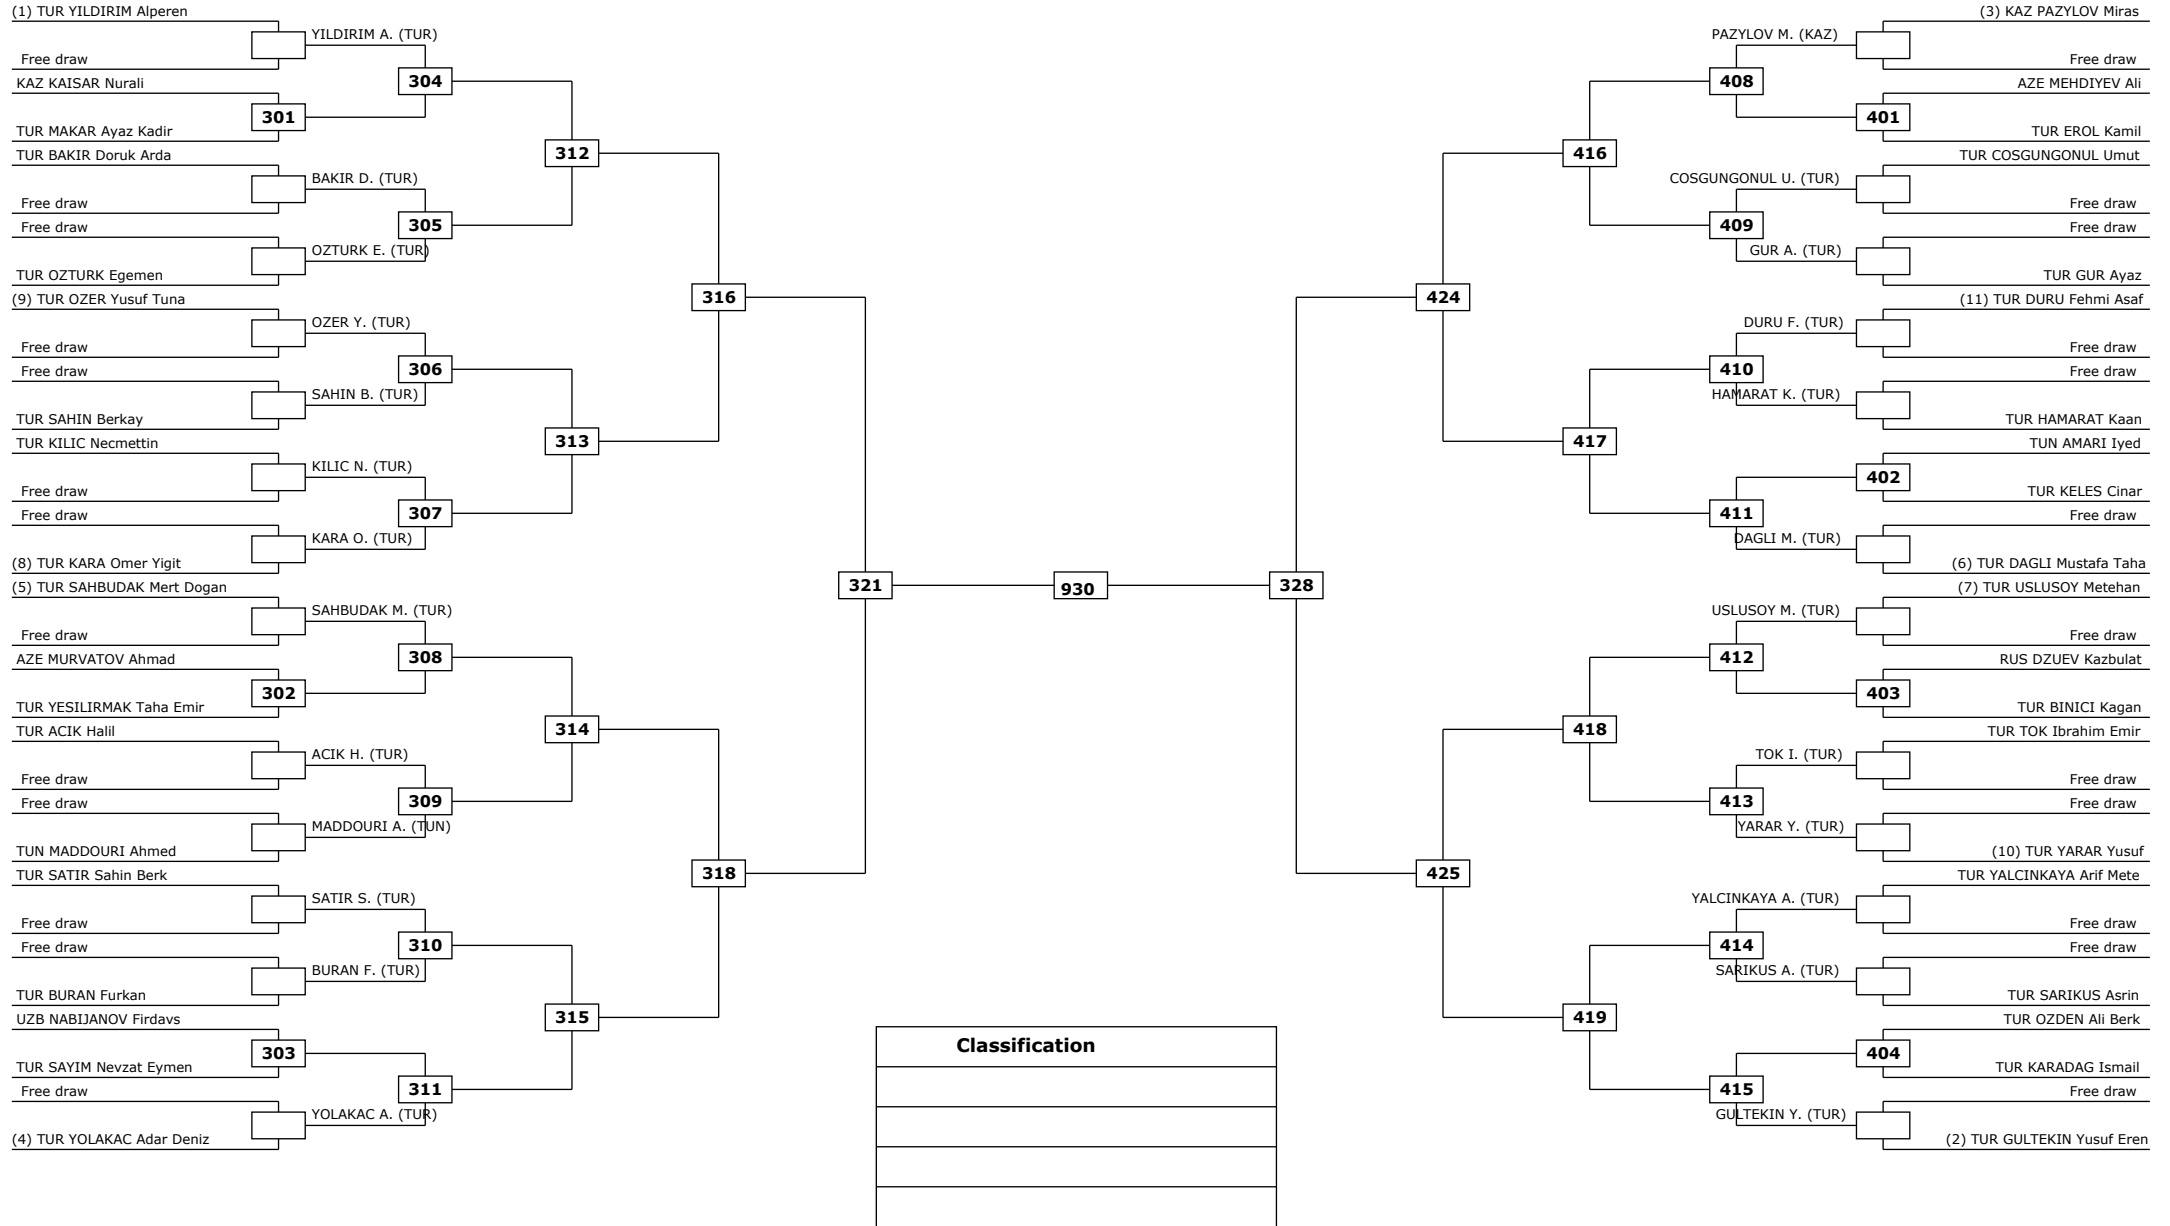 (1) TUR YILDIRIM Alperen
YILDIRIM A. (TUR)
Free draw
304
KAZ KAISAR Nurali
301
TUR MAKAR Ayaz Kadir
312
TUR BAKIR Doruk Arda
BAKIR D. (TUR)
Free draw
305
Free draw
OZTURK E. (TUR)
TUR OZTURK Egemen
316
(9) TUR OZER Yusuf Tuna
OZER Y. (TUR)
Free draw
306
Free draw
SAHIN B. (TUR)
TUR SAHIN Berkay
313
TUR KILIC Necmettin
KILIC N. (TUR)
Free draw
307
Free draw
KARA O. (TUR)
(8) TUR KARA Omer Yigit
321
(5) TUR SAHBUDAK Mert Dogan
SAHBUDAK M. (TUR)
Free draw
308
AZE MURVATOV Ahmad
302
TUR YESILIRMAK Taha Emir
314
TUR ACIK Halil
ACIK H. (TUR)
Free draw
309
Free draw
MADDOURI A. (TUN)
TUN MADDOURI Ahmed
318
TUR SATIR Sahin Berk
SATIR S. (TUR)
Free draw
310
Free draw
BURAN F. (TUR)
TUR BURAN Furkan
315
UZB NABIJANOV Firdavs
303
TUR SAYIM Nevzat Eymen
311
Free draw
YOLAKAC A. (TUR)
(4) TUR YOLAKAC Adar Deniz
930
(3) KAZ PAZYLOV Miras
PAZYLOV M. (KAZ)
Free draw
408
AZE MEHDIYEV Ali
401
TUR EROL Kamil
416
TUR COSGUNGONUL Umut
COSGUNGONUL U. (TUR)
Free draw
409
Free draw
GUR A. (TUR)
TUR GUR Ayaz
424
(11) TUR DURU Fehmi Asaf
DURU F. (TUR)
Free draw
410
Free draw
HAMARAT K. (TUR)
TUR HAMARAT Kaan
417
TUN AMARI Iyed
402
TUR KELES Cinar
411
Free draw
DAGLI M. (TUR)
(6) TUR DAGLI Mustafa Taha
328
(7) TUR USLUSOY Metehan
USLUSOY M. (TUR)
Free draw
412
RUS DZUEV Kazbulat
403
TUR BINICI Kagan
418
TUR TOK Ibrahim Emir
TOK I. (TUR)
Free draw
413
Free draw
YARAR Y. (TUR)
(10) TUR YARAR Yusuf
425
TUR YALCINKAYA Arif Mete
YALCINKAYA A. (TUR)
Free draw
414
Free draw
SARIKUS A. (TUR)
TUR SARIKUS Asrin
419
TUR OZDEN Ali Berk
404
TUR KARADAG Ismail
415
Free draw
GULTEKIN Y. (TUR)
(2) TUR GULTEKIN Yusuf Eren
Classification